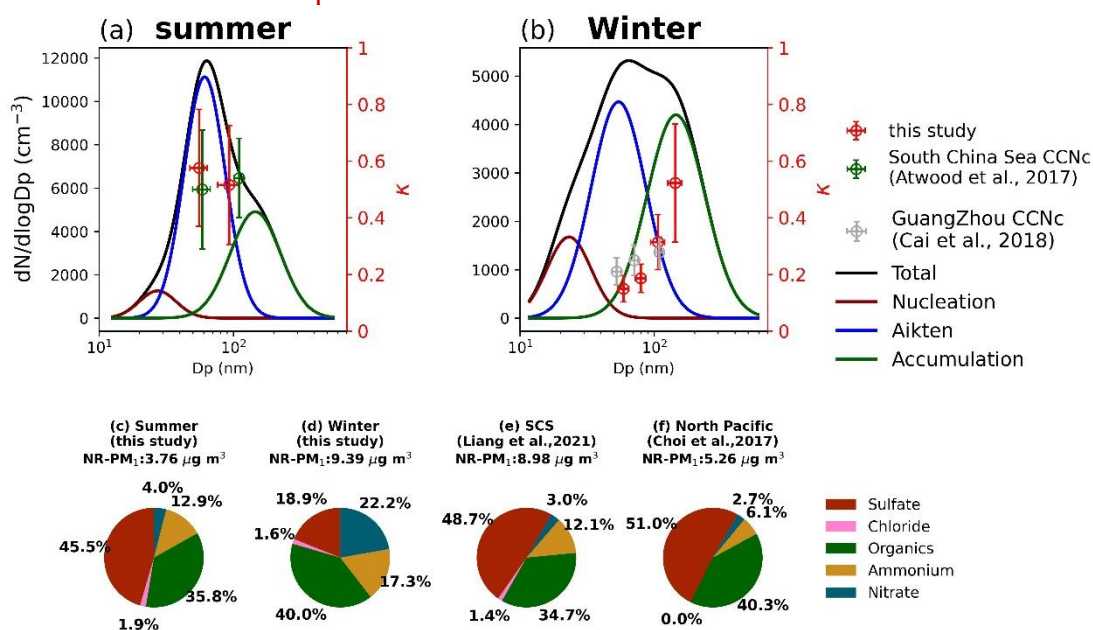 (a) summer
(b) Winter
dN/dlogDp (cm⁻³)
12000
10000
8000
6000
4000
2000
0
1
0.8
0.6
0.4
0.2
0
κ
10¹
10²
Dp (nm)
5000
4000
3000
2000
1000
0
1
0.8
0.6
0.4
0.2
0
κ
10¹
10²
Dp (nm)
this study
South China Sea CCNc
(Atwood et al., 2017)
GuangZhou CCNc
(Cai et al., 2018)
Total
Nucleation
Aikten
Accumulation
(c) Summer
(this study)
NR-PM₁:3.76 μg m³
4.0%
12.9%
45.5%
35.8%
1.9%
(d) Winter
(this study)
NR-PM₁:9.39 μg m³
18.9%
22.2%
1.6%
17.3%
40.0%
(e) SCS
(Liang et al.,2021)
NR-PM₁:8.98 μg m³
3.0%
48.7%
12.1%
1.4%
34.7%
(f) North Pacific
(Choi et al.,2017)
NR-PM₁:5.26 μg m³
2.7%
51.0%
6.1%
0.0%
40.3%
Sulfate
Chloride
Organics
Ammonium
Nitrate